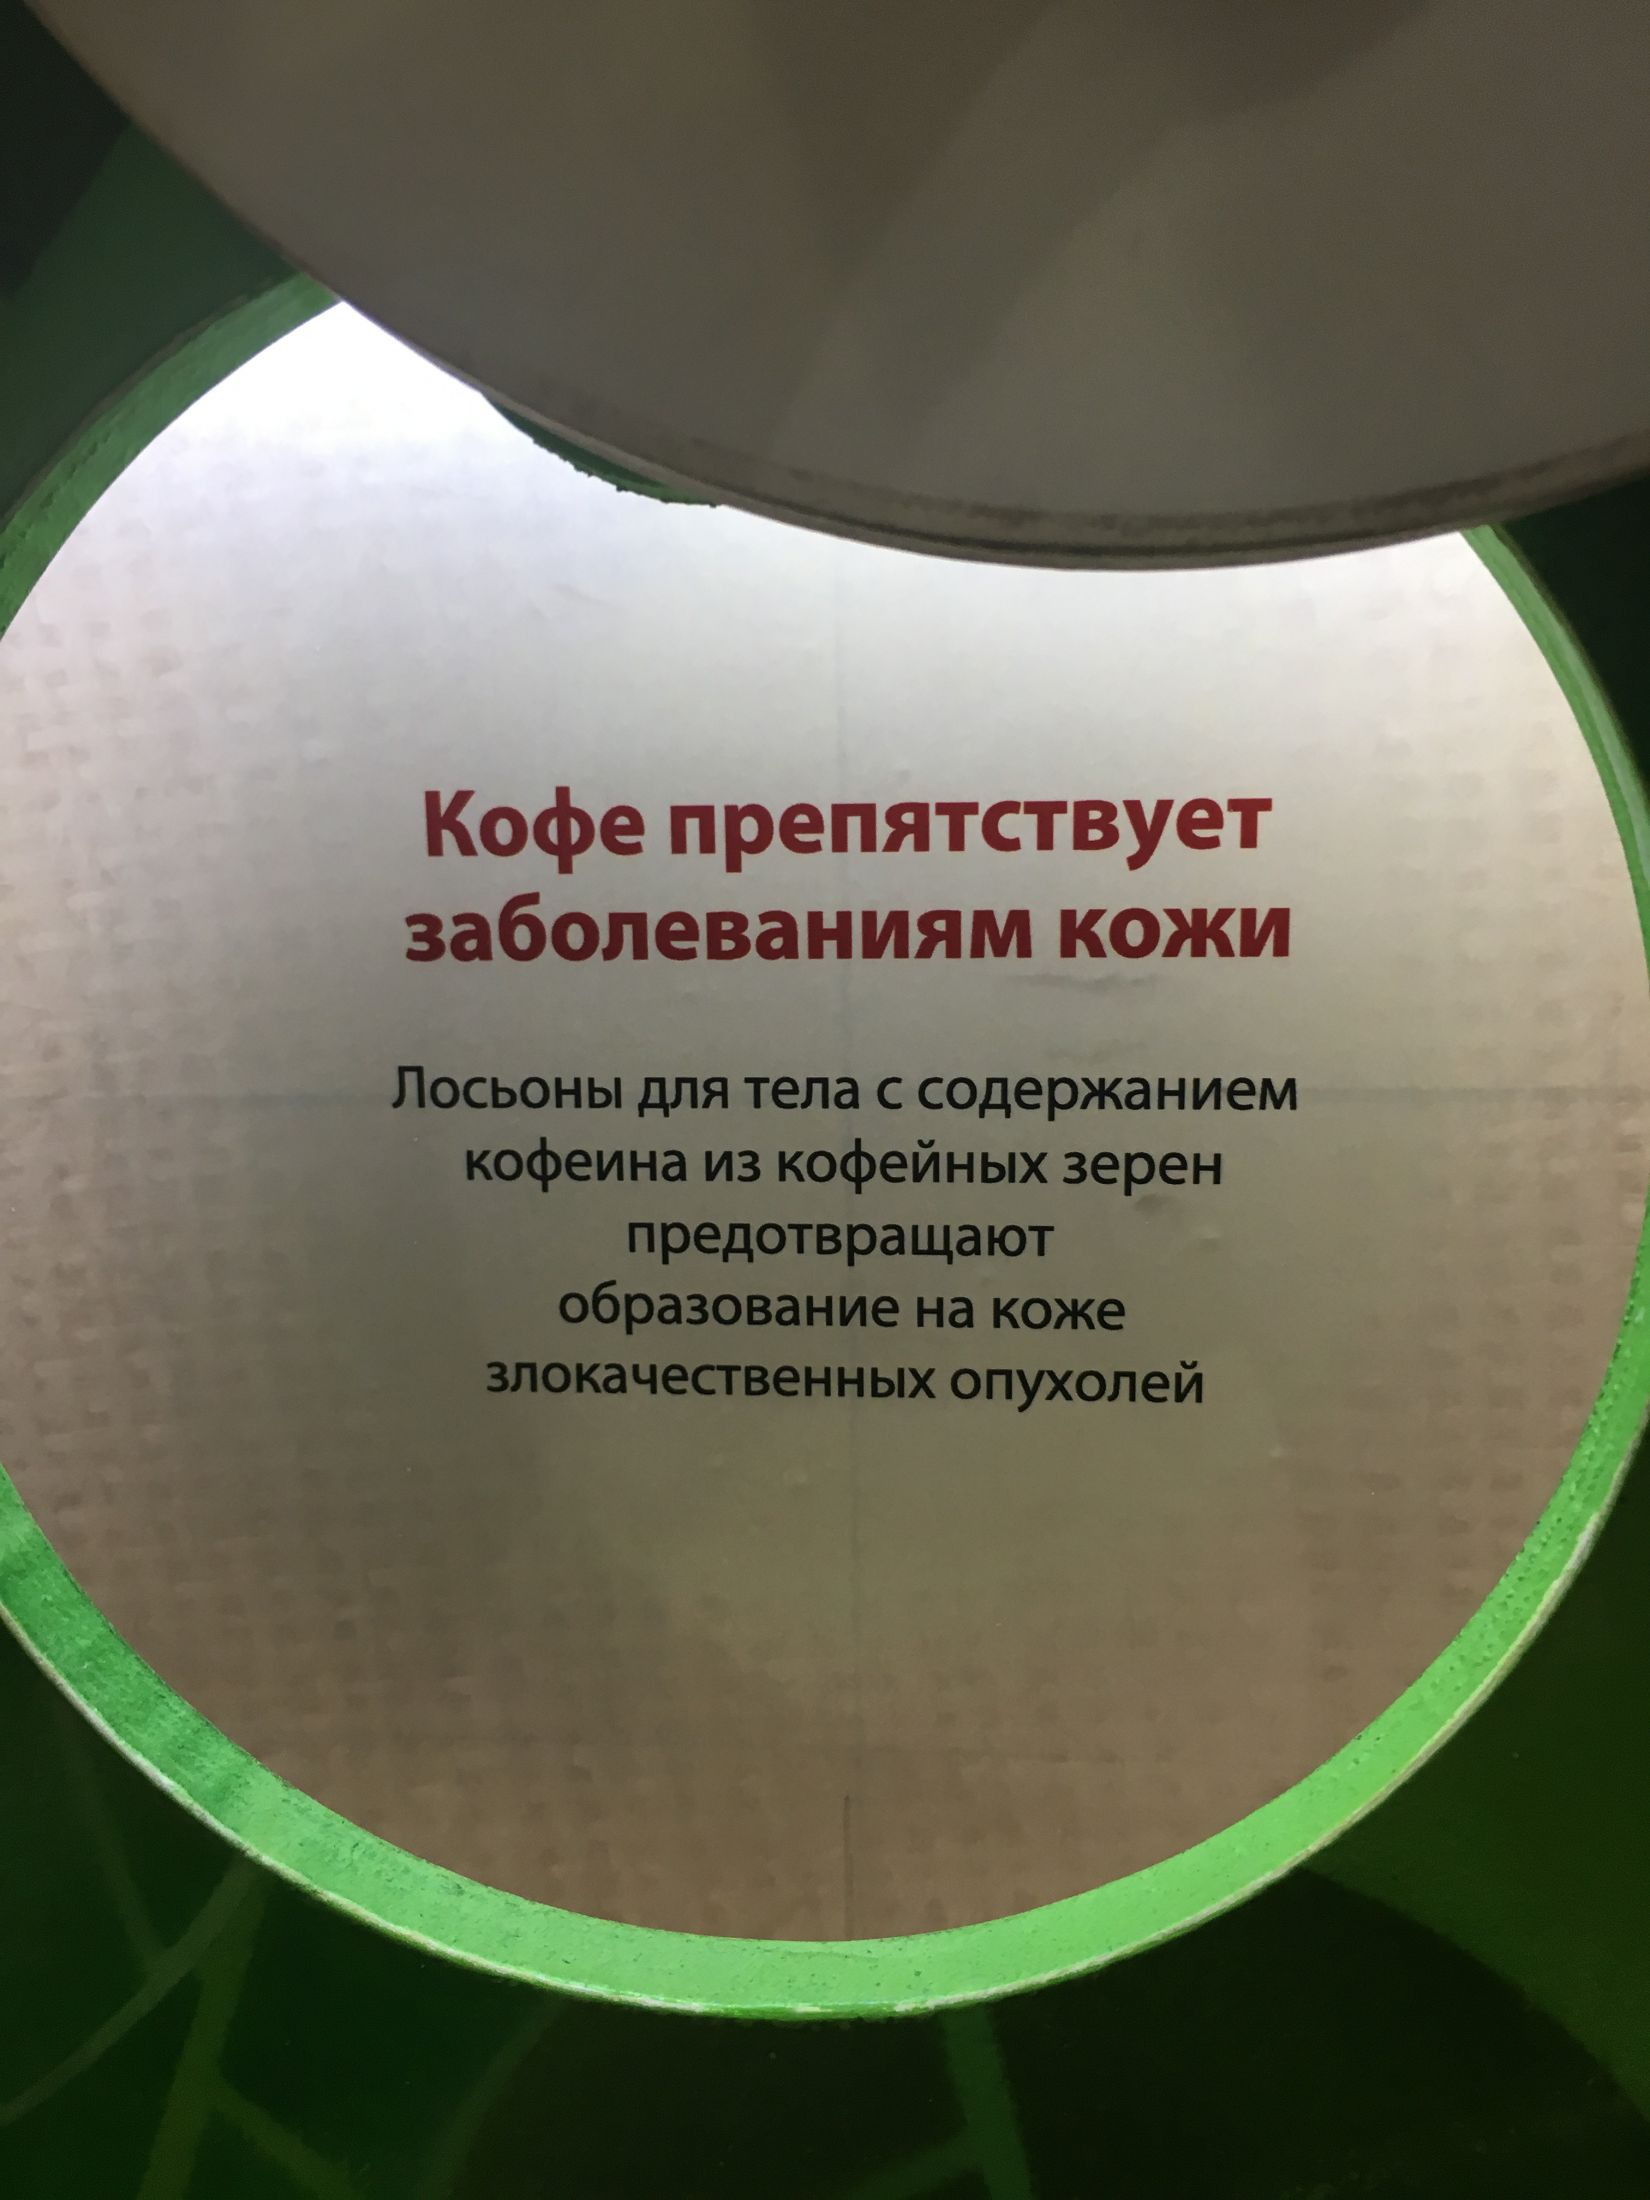 Кофе препятствует
заболеваниям кожи
Лосьоны для тела с содержанием
кофеина из кофейных зерен
предотвращают
образование на коже
злокачественных опухолей